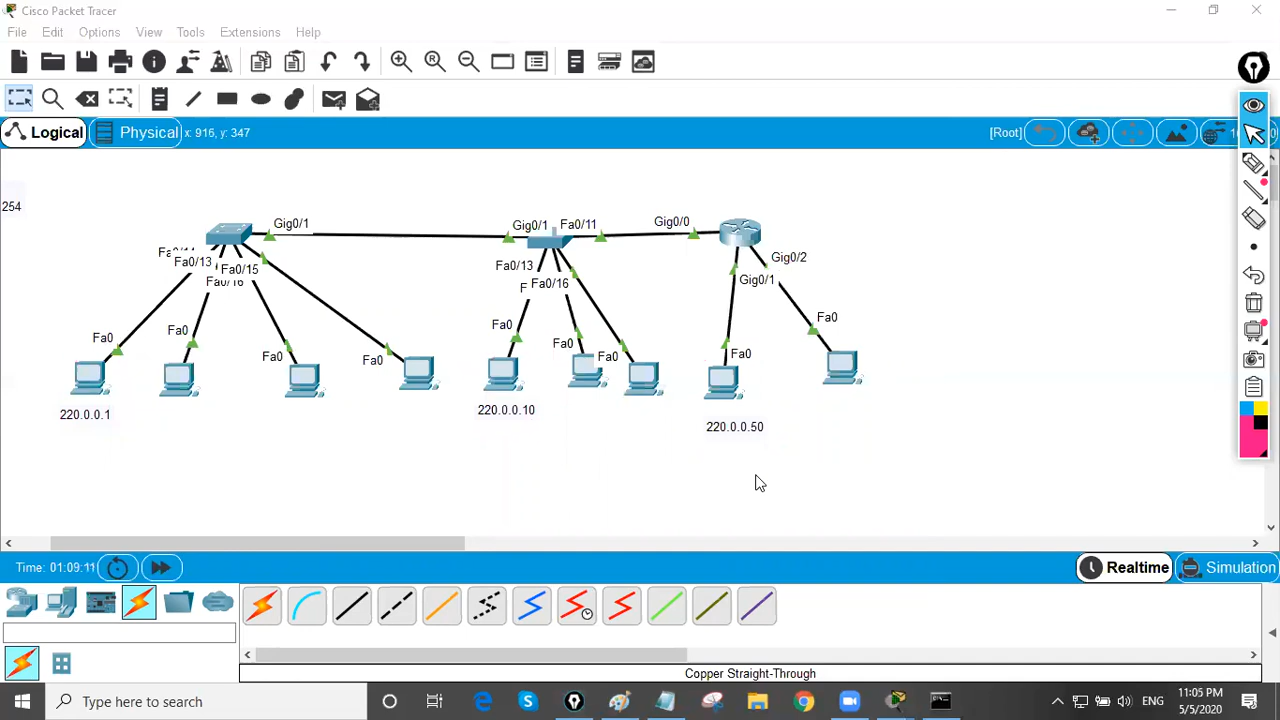 Cisco Packet Tracer
File Edit Options View Tools Extensions Help
Logical Physical x: 916, y: 347 [Root]
254
Gig0/1 Gig0/1 Fa0/11 Gig0/0
Fa0/13 Fa0/15 Fa0/13 Fa0/16 Gig0/2
Fa0/16 Gig0/1
Fa0 Fa0 Fa0 Fa0 Fa0 Fa0 Fa0 Fa0 Fa0
220.0.0.1 220.0.0.10 220.0.0.50
Time: 01:09:11 Realtime Simulation
Copper Straight-Through
Type here to search ENG 11:05 PM
5/5/2020